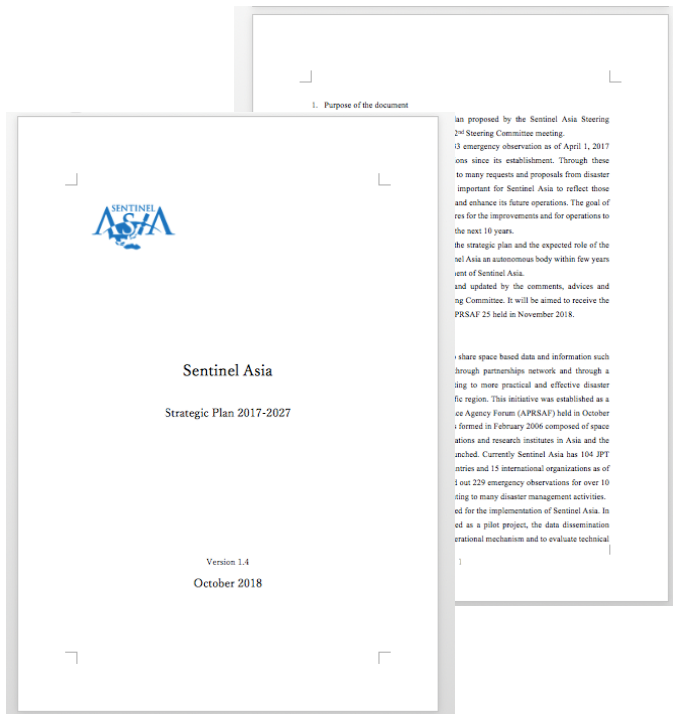 SENTINEL
ASIA
Sentinel Asia
Strategic Plan 2017-2027
Version 1.4
October 2018
1. Purpose of the document
lan proposed by the Sentinel Asia Steering
2nd Steering Committee meeting.
33 emergency observation as of April 1, 2017
ons since its establishment. Through these
to many requests and proposals from disaster
important for Sentinel Asia to reflect those
and enhance its future operations. The goal of
res for the improvements and for operations to
the next 10 years.
the strategic plan and the expected role of the
nel Asia an autonomous body within few years
ent of Sentinel Asia.
and updated by the comments, advices and
ng Committee. It will be aimed to receive the
PRSAF 25 held in November 2018.
share space based data and information such
through partnerships network and through a
ting to more practical and effective disaster
fic region. This initiative was established as a
ce Agency Forum (APRSAF) held in October
formed in February 2006 composed of space
ations and research institutes in Asia and the
unched. Currently Sentinel Asia has 104 JPT
ntries and 15 international organizations as of
d out 229 emergency observations for over 10
ting to many disaster management activities.
ed for the implementation of Sentinel Asia. In
ed as a pilot project, the data dissemination
erational mechanism and to evaluate technical
1